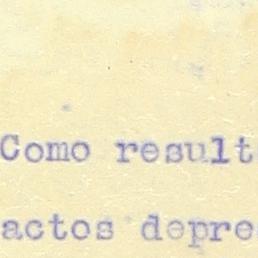 Como result
actos depre